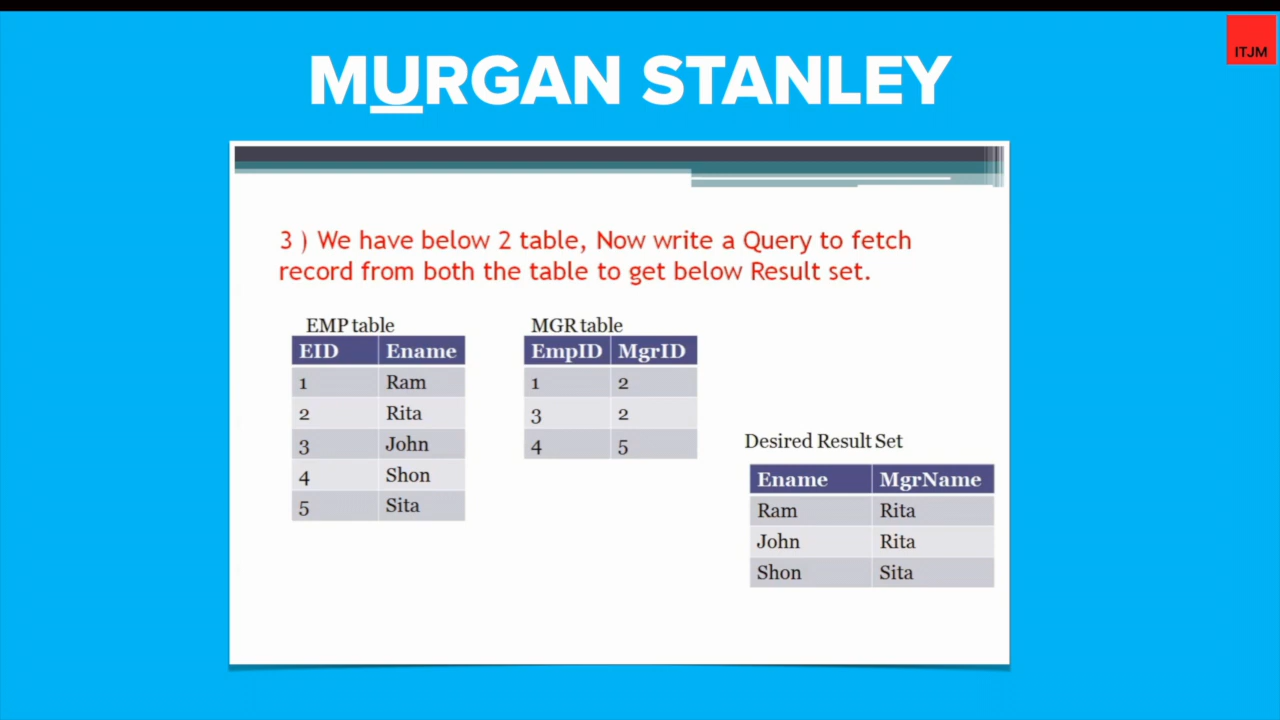 MURGAN STANLEY
ITJM
3 ) We have below 2 table, Now write a Query to fetch
record from both the table to get below Result set.
EMP table
EID Ename
1 Ram
2 Rita
3 John
4 Shon
5 Sita
MGR table
EmpID MgrID
1 2
3 2
4 5
Desired Result Set
Ename MgrName
Ram Rita
John Rita
Shon Sita